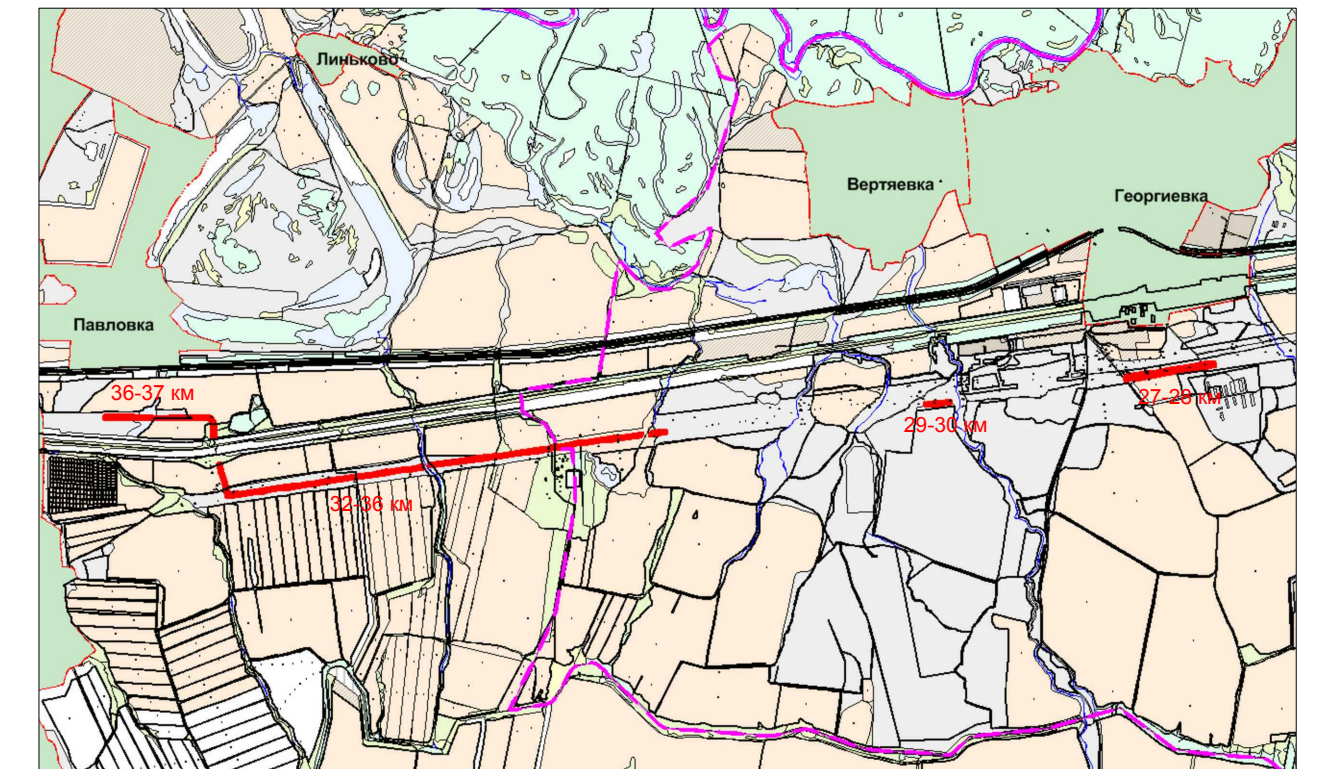 Линьково
Вертяевка
Георгиевка
Павловка
36-37 км
27-28 км
29-30 км
32-36 км